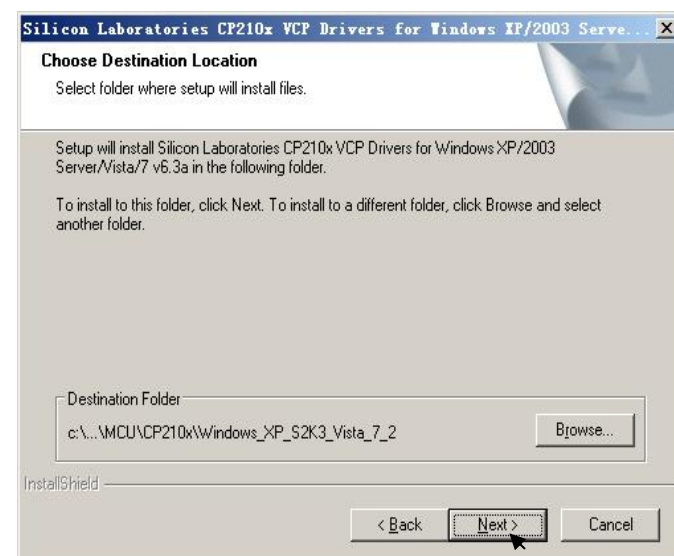 Silicon Laboratories CP210x VCP Drivers for Windows XP/2003 Serve...
Choose Destination Location
Select folder where setup will install files.
Setup will install Silicon Laboratories CP210x VCP Drivers for Windows XP/2003
Server/Vista/7 v6.3a in the following folder.
To install to this folder, click Next. To install to a different folder, click Browse and select
another folder.
Destination Folder
c:\...\MCU\CP210x\Windows_XP_S2K3_Vista_7_2
Browse...
InstallShield
< Back
Next >
Cancel